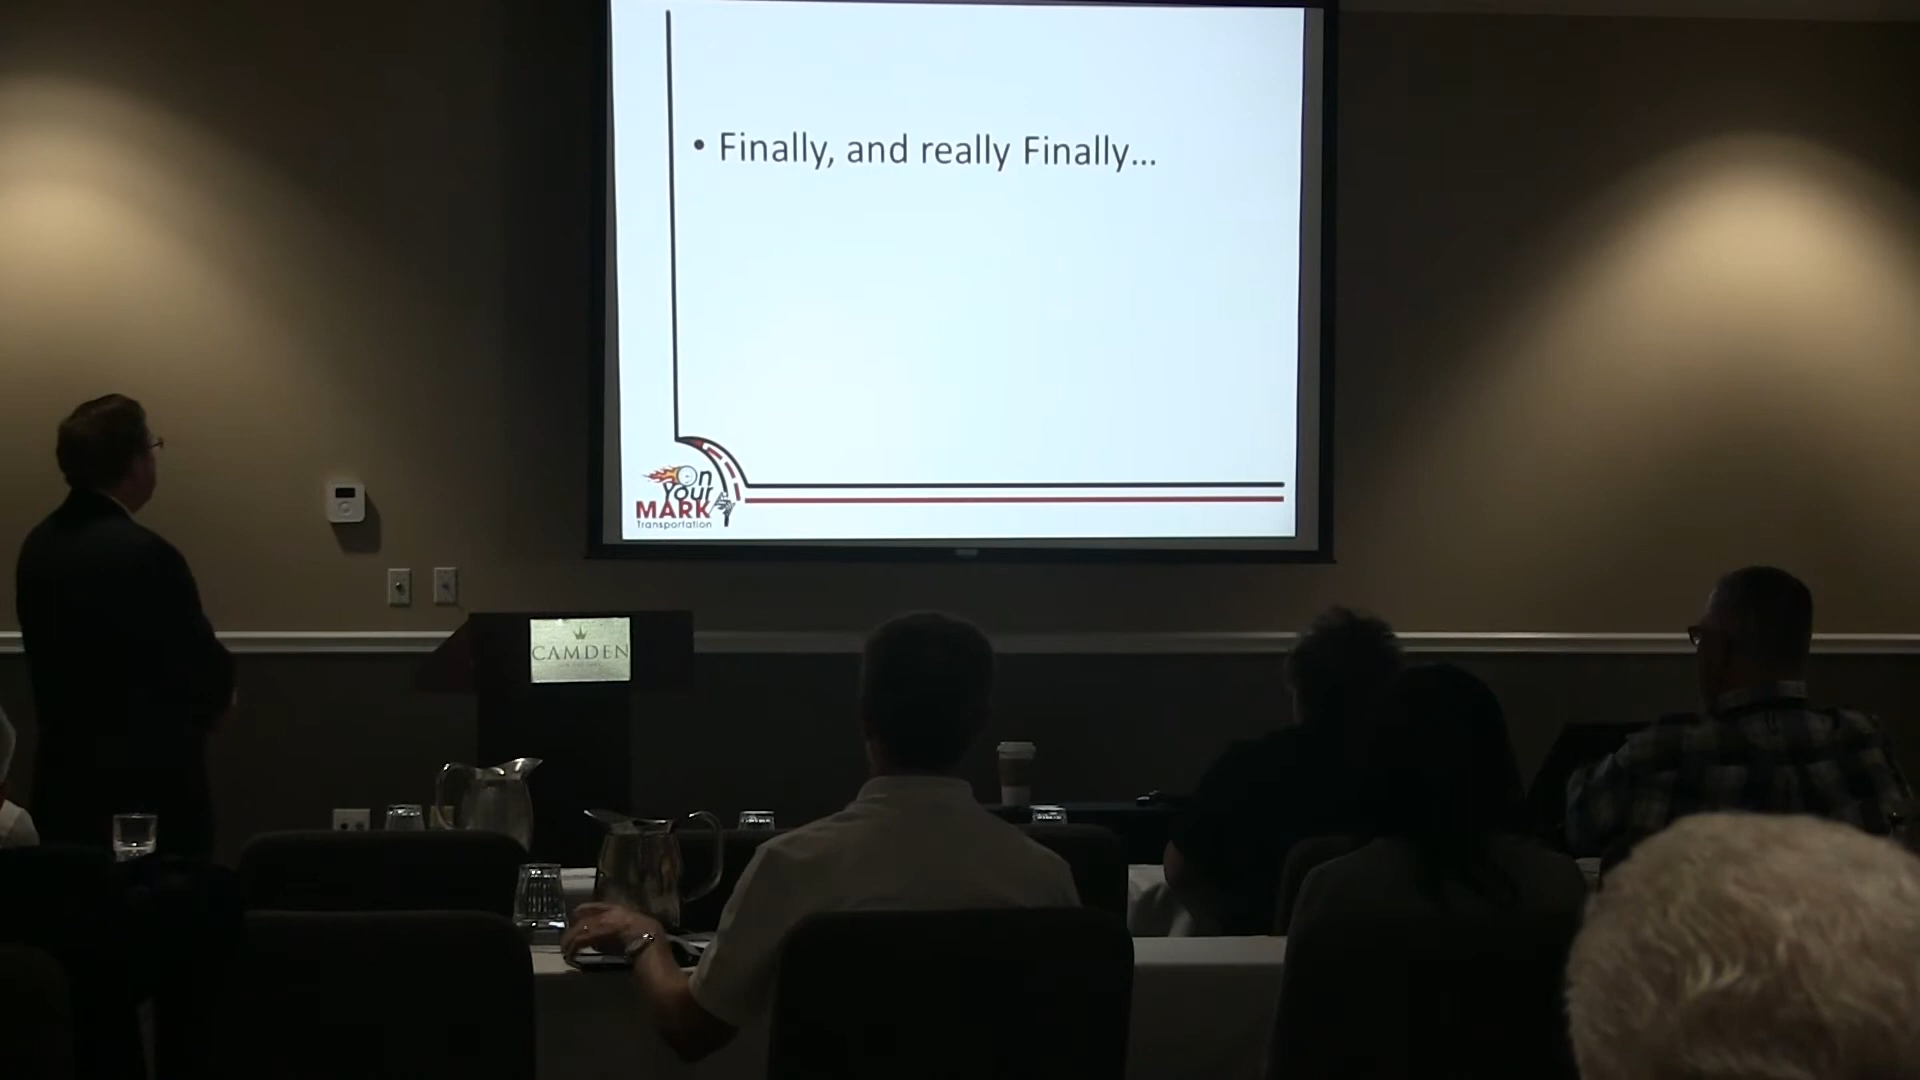 • Finally, and really Finally...
On
Your
MARK
Transportation
CAMDEN